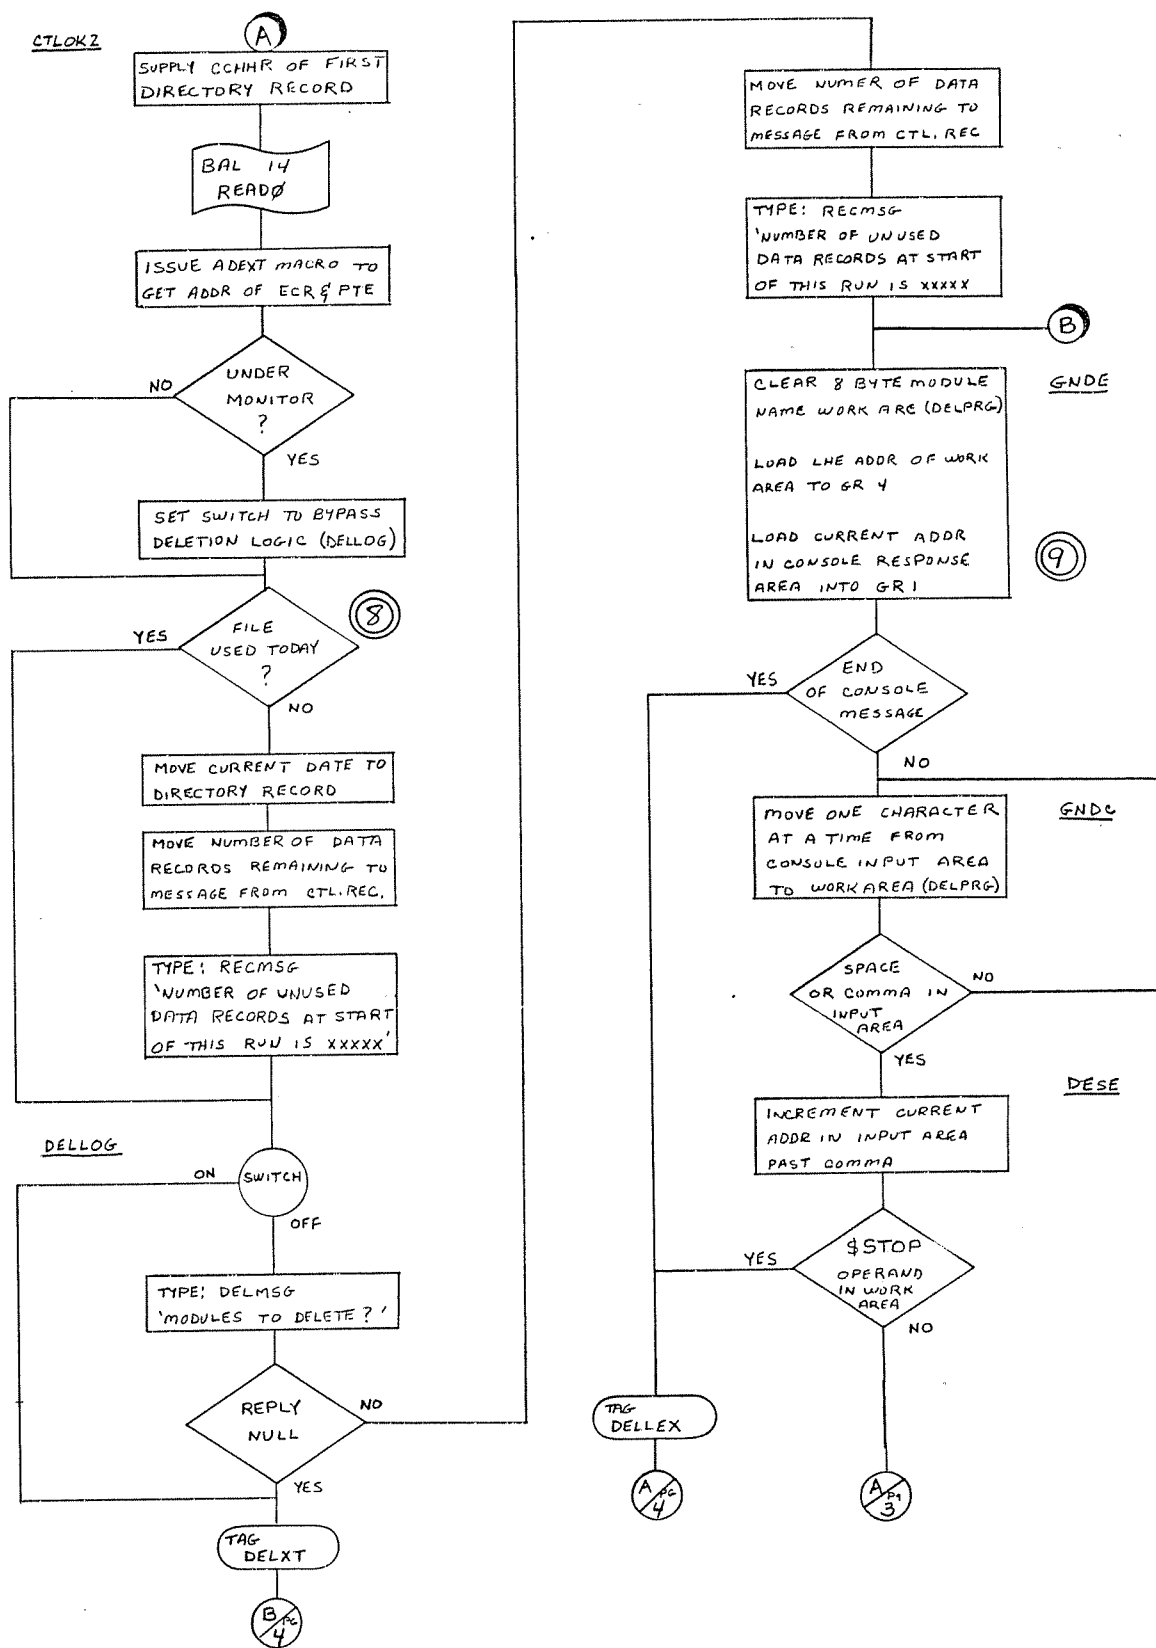 CTLOK2
A
SUPPLY CCHHR OF FIRST
DIRECTORY RECORD
BAL 14
READØ
ISSUE ADEXT MACRO TO
GET ADDR OF ECR & PTE
UNDER
MONITOR
?
NO
YES
SET SWITCH TO BYPASS
DELETION LOGIC (DELLOG)
8
FILE
USED TODAY
?
YES
NO
MOVE CURRENT DATE TO
DIRECTORY RECORD
MOVE NUMBER OF DATA
RECORDS REMAINING TO
MESSAGE FROM CTL.REC.
TYPE: RECMSG
'NUMBER OF UNUSED
DATA RECORDS AT START
OF THIS RUN IS XXXXX'
DELLOG
SWITCH
ON
OFF
TYPE: DELMSG
'MODULES TO DELETE ?'
REPLY
NULL
NO
YES
TAG
DELXT
B PG
4
MOVE NUMER OF DATA
RECORDS REMAINING TO
MESSAGE FROM CTL. REC
TYPE: RECMSG
'NUMBER OF UNUSED
DATA RECORDS AT START
OF THIS RUN IS XXXXX
B
GNDE
CLEAR 8 BYTE MODULE
NAME WORK ARE (DELPRG)
LOAD LHE ADDR OF WORK
AREA TO GR 4
LOAD CURRENT ADDR
IN CONSOLE RESPONSE
AREA INTO GR 1
9
END
OF CONSOLE
MESSAGE
YES
NO
GNDC
MOVE ONE CHARACTER
AT A TIME FROM
CONSOLE INPUT AREA
TO WORK AREA (DELPRG)
SPACE
OR COMMA IN
INPUT
AREA
NO
YES
DESE
INCREMENT CURRENT
ADDR IN INPUT AREA
PAST COMMA
$STOP
OPERAND
IN WORK
AREA
YES
NO
TAG
DELLEX
A PG
4
A Pg
3